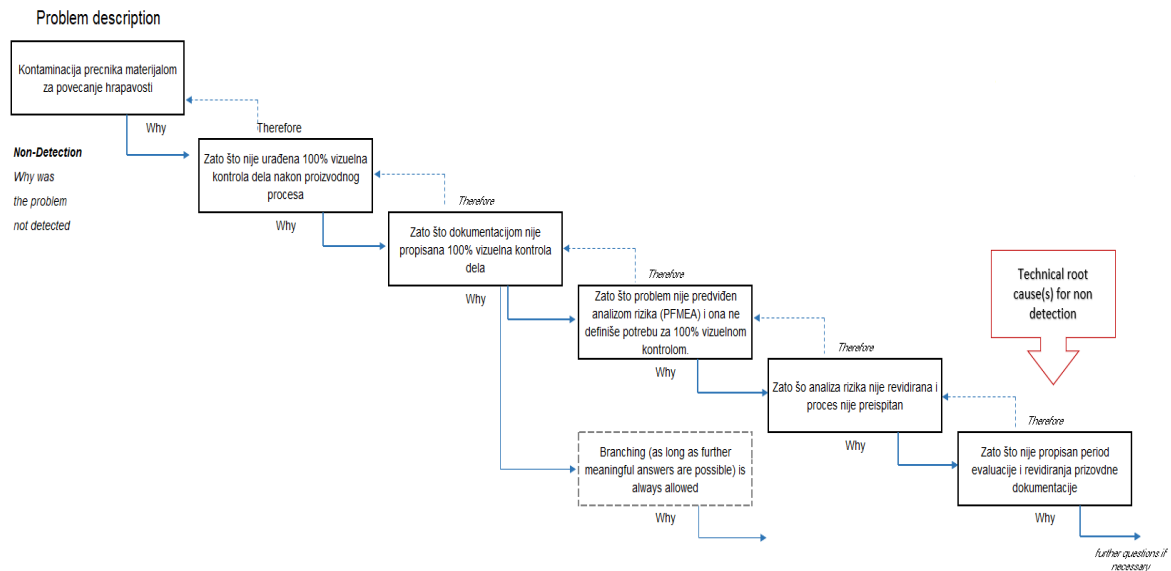 Problem description
Kontaminacija precnika materijalom
za povecanje hrapavosti
Why
Therefore
Non-Detection
Why was
the problem
not detected
Zato što nije urađena 100% vizuelna
kontrola dela nakon proizvodnog
procesa
Why
Therefore
Zato što dokumentacijom nije
propisana 100% vizuelna kontrola
dela
Why
Therefore
Zato što problem nije predviđen
analizom rizika (PFMEA) i ona ne
definiše potrebu za 100% vizuelnom
kontrolom.
Why
Therefore
Technical root
cause(s) for non
detection
Zato šo analiza rizika nije revidirana i
proces nije preispitan
Why
Therefore
Branching (as long as further
meaningful answers are possible) is
always allowed
Why
Zato što nije propisan period
evaluacije i revidiranja prizovdne
dokumentacije
Why
further questions if
necessary